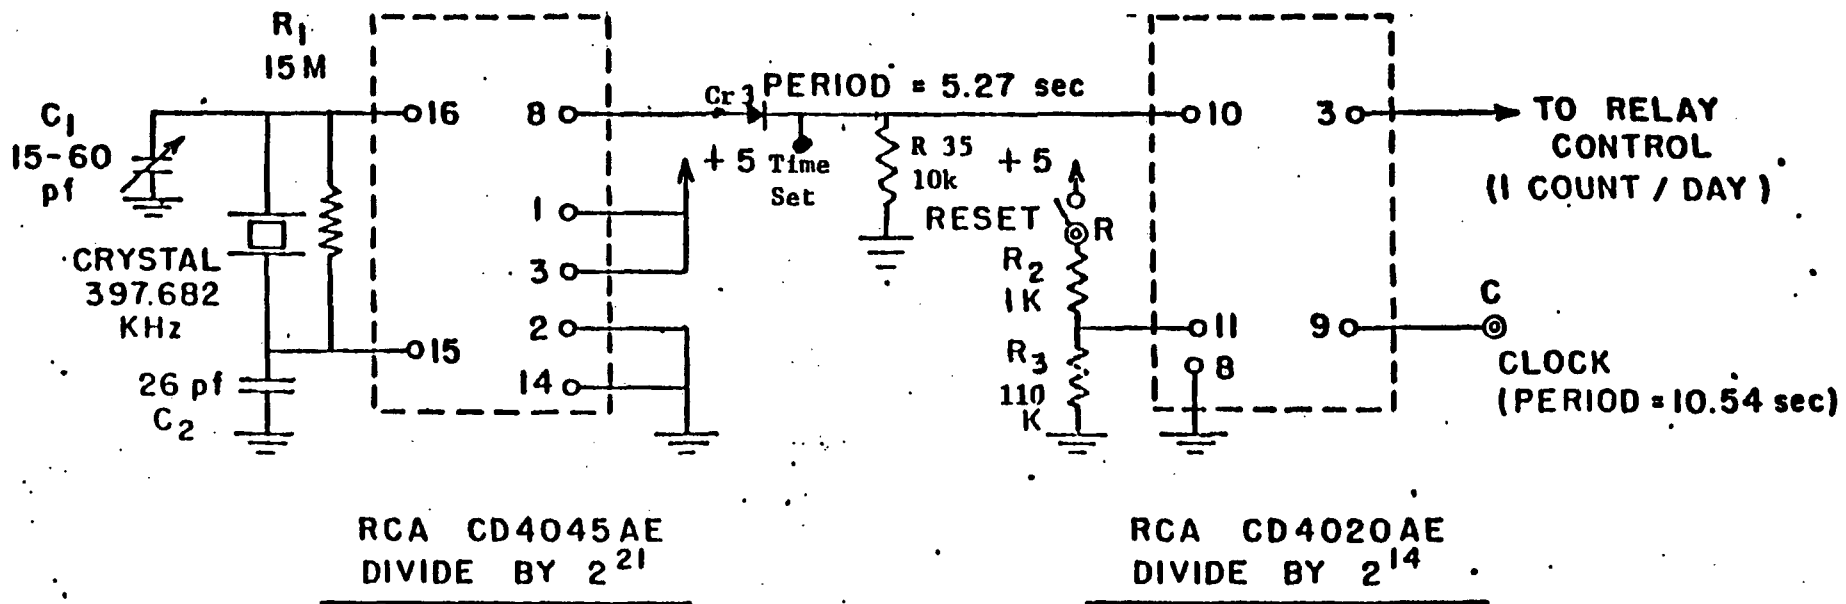 R1
15M
C1
15-60
pf
CRYSTAL
397.682
KHz
26 pf
C2
16
8
1
3
2
15
14
Cr 3
PERIOD = 5.27 sec
+ 5
Time
Set
R 35
10k
+ 5
RESET
R
R2
1K
R3
110
K
10
3
11
9
8
TO RELAY
CONTROL
(1 COUNT / DAY)
C
CLOCK
(PERIOD = 10.54 sec)
RCA CD4045AE
DIVIDE BY 2^21
RCA CD4020AE
DIVIDE BY 2^14